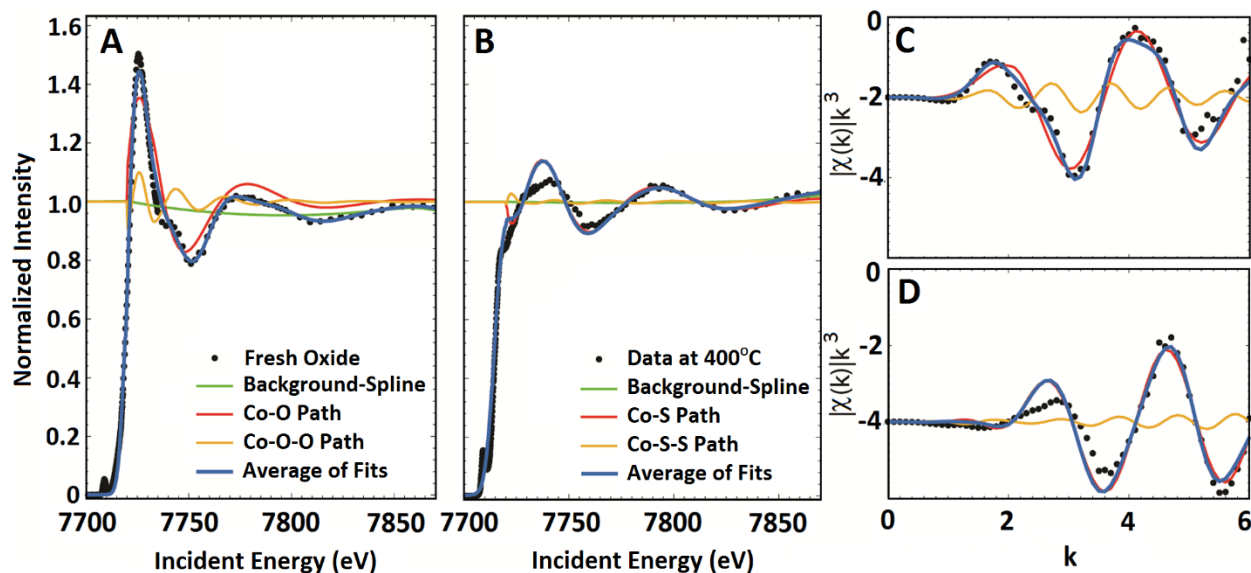 A
B
C
D
Normalized Intensity
1.6
1.4
1.2
1.0
0.8
0.6
0.4
0.2
0
Fresh Oxide
Background-Spline
Co-O Path
Co-O-O Path
Average of Fits
7700 7750 7800 7850
Incident Energy (eV)
Data at 400°C
Background-Spline
Co-S Path
Co-S-S Path
Average of Fits
7700 7750 7800 7850
Incident Energy (eV)
|χ(k)|k³
-0
-2
-4
|χ(k)|k³
0
-2
-4
0 2 4 6
k